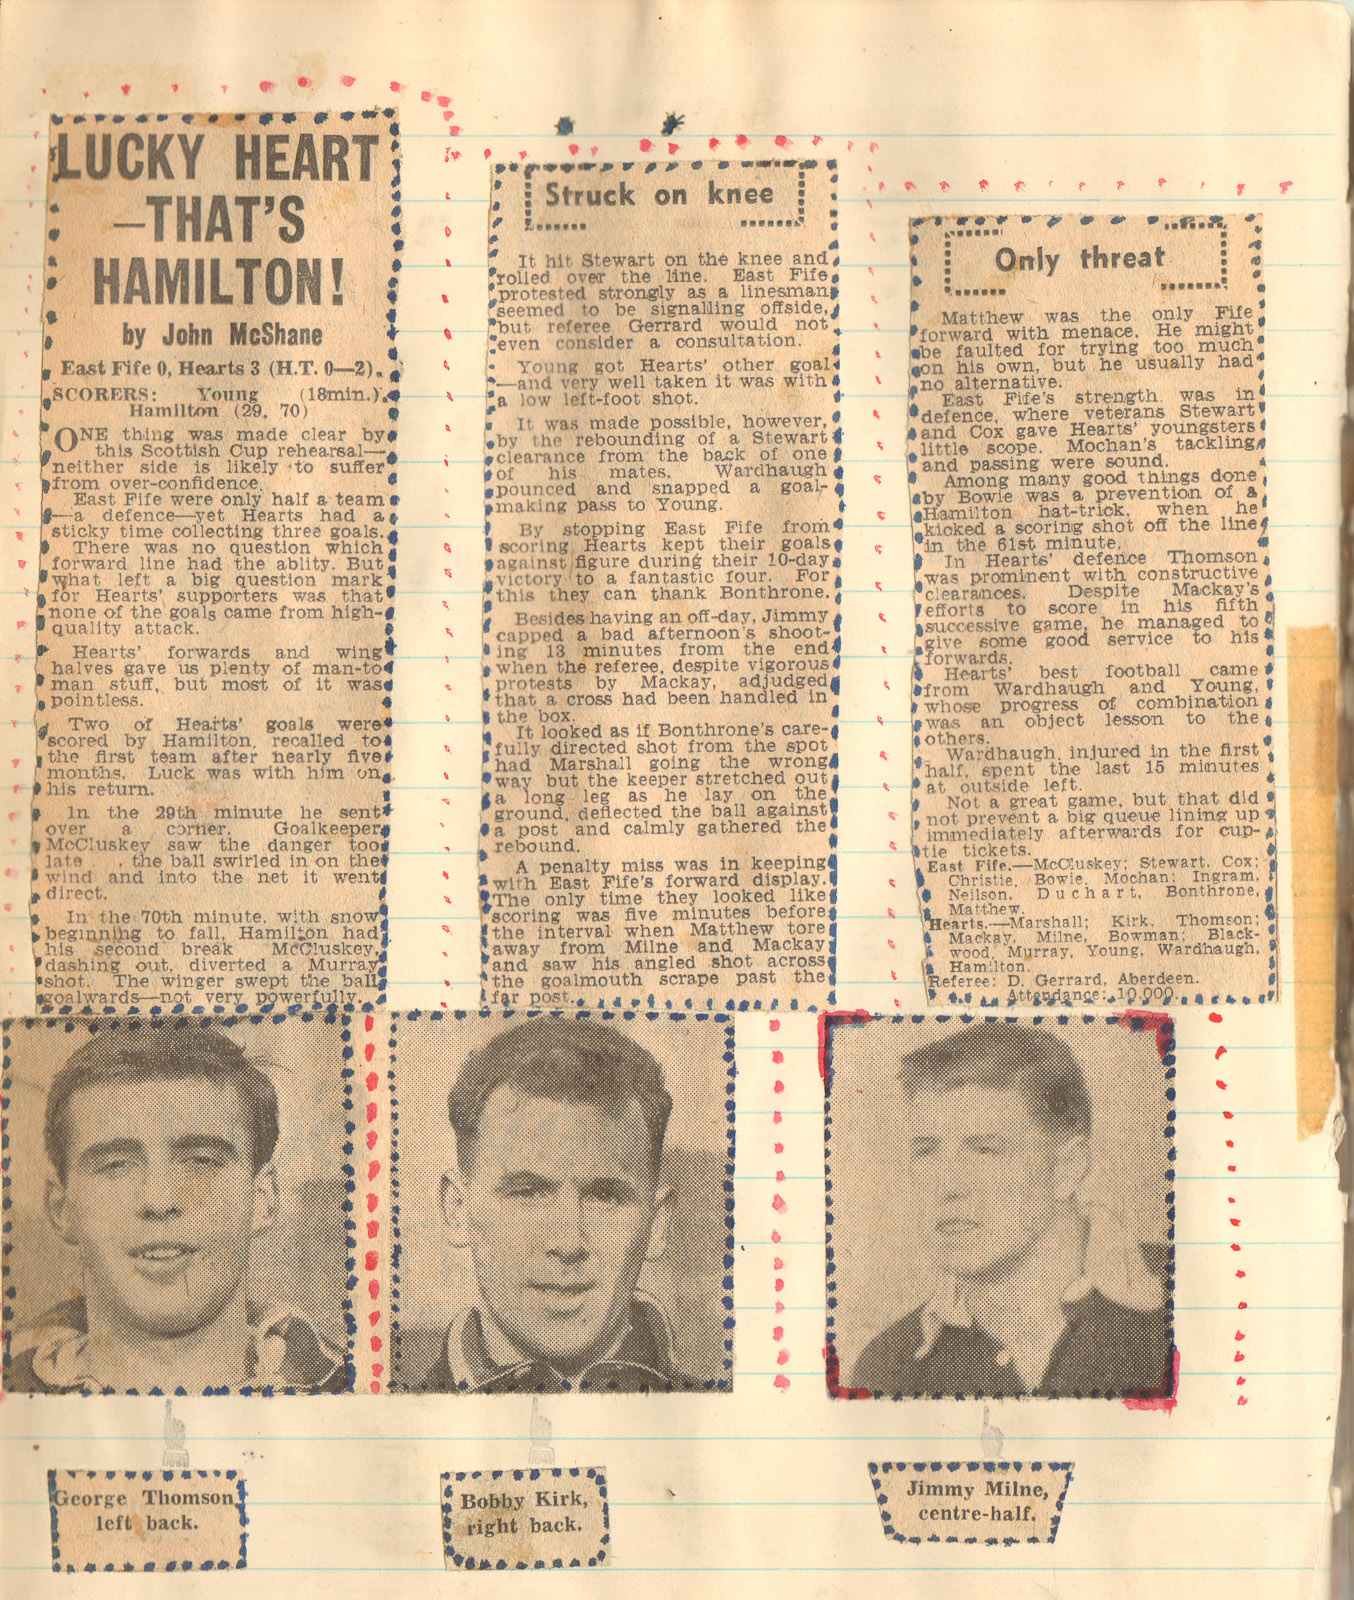 LUCKY HEART
—THAT'S
HAMILTON!
by John McShane
East Fife 0, Hearts 3 (H.T. 0—2).
SCORERS: Young (18min.),
Hamilton (29, 70)
ONE thing was made clear by
this Scottish Cup rehearsal—
neither side is likely to suffer
from over-confidence.
East Fife were only half a team
—a defence—yet Hearts had a
sticky time collecting three goals.
There was no question which
forward line had the ablity. But
what left a big question mark
for Hearts' supporters was that
none of the goals came from high-
quality attack.
Hearts' forwards and wing
halves gave us plenty of man-to
man stuff, but most of it was
pointless.
Two of Hearts' goals were
scored by Hamilton, recalled to
the first team after nearly five
months. Luck was with him on
his return.
In the 29th minute he sent
over a corner. Goalkeeper
McCluskey saw the danger too
late . . the ball swirled in on the
wind and into the net it went
direct.
In the 70th minute, with snow
beginning to fall, Hamilton had
his second break McCluskey,
dashing out, diverted a Murray
shot. The winger swept the ball
goalwards—not very powerfully.
Struck on knee
It hit Stewart on the knee and
rolled over the line. East Fife
protested strongly as a linesman
seemed to be signalling offside,
but referee Gerrard would not
even consider a consultation.
Young got Hearts' other goal
—and very well taken it was with
a low left-foot shot.
It was made possible, however,
by the rebounding of a Stewart
clearance from the back of one
of his mates. Wardhaugh
pounced and snapped a goal-
making pass to Young.
By stopping East Fife from
scoring Hearts kept their goals
against figure during their 10-day
victory to a fantastic four. For
this they can thank Bonthrone.
Besides having an off-day, Jimmy
capped a bad afternoon's shoot-
ing 13 minutes from the end
when the referee, despite vigorous
protests by Mackay, adjudged
that a cross had been handled in
the box.
It looked as if Bonthrone's care-
fully directed shot from the spot
had Marshall going the wrong
way but the keeper stretched out
a long leg as he lay on the
ground, deflected the ball against
a post and calmly gathered the
rebound.
A penalty miss was in keeping
with East Fife's forward display.
The only time they looked like
scoring was five minutes before
the interval when Matthew tore
away from Milne and Mackay
and saw his angled shot across
the goalmouth scrape past the
far post.
Only threat
Matthew was the only Fife
forward with menace. He might
be faulted for trying too much
on his own, but he usually had
no alternative.
East Fife's strength was in
defence, where veterans Stewart
and Cox gave Hearts' youngsters
little scope. Mochan's tackling
and passing were sound.
Among many good things done
by Bowie was a prevention of a
Hamilton hat-trick, when he
kicked a scoring shot off the line
in the 61st minute.
In Hearts' defence Thomson
was prominent with constructive
clearances. Despite Mackay's
efforts to score in his fifth
successive game, he managed to
give some good service to his
forwards.
Hearts' best football came
from Wardhaugh and Young,
whose progress of combination
was an object lesson to the
others.
Wardhaugh, injured in the first
half, spent the last 15 minutes
at outside left.
Not a great game, but that did
not prevent a big queue lining up
immediately afterwards for cup-
tie tickets.
East Fife.—McCluskey; Stewart, Cox;
Christie, Bowie, Mochan; Ingram,
Neilson, Duchart, Bonthrone,
Matthew.
Hearts.—Marshall; Kirk, Thomson;
Mackay, Milne, Bowman; Black-
wood, Murray, Young, Wardhaugh,
Hamilton.
Referee: D. Gerrard, Aberdeen.
Attendance: 10,000.
George Thomson,
left back.
Bobby Kirk,
right back.
Jimmy Milne,
centre-half.